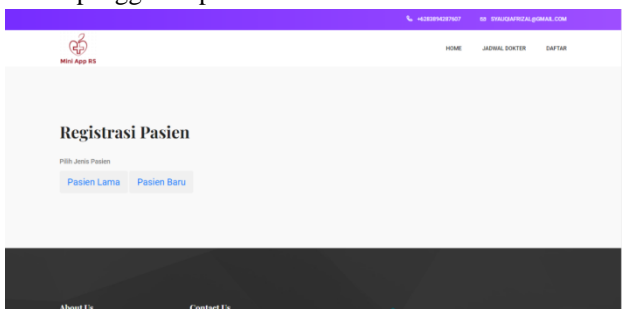 +6283894287607 SYAUQIAFRIZAL@GMAIL.COM
Mini App RS
HOME JADWAL DOKTER DAFTAR
Registrasi Pasien
Pilih Jenis Pasien
Pasien Lama Pasien Baru
About Us Contact Us